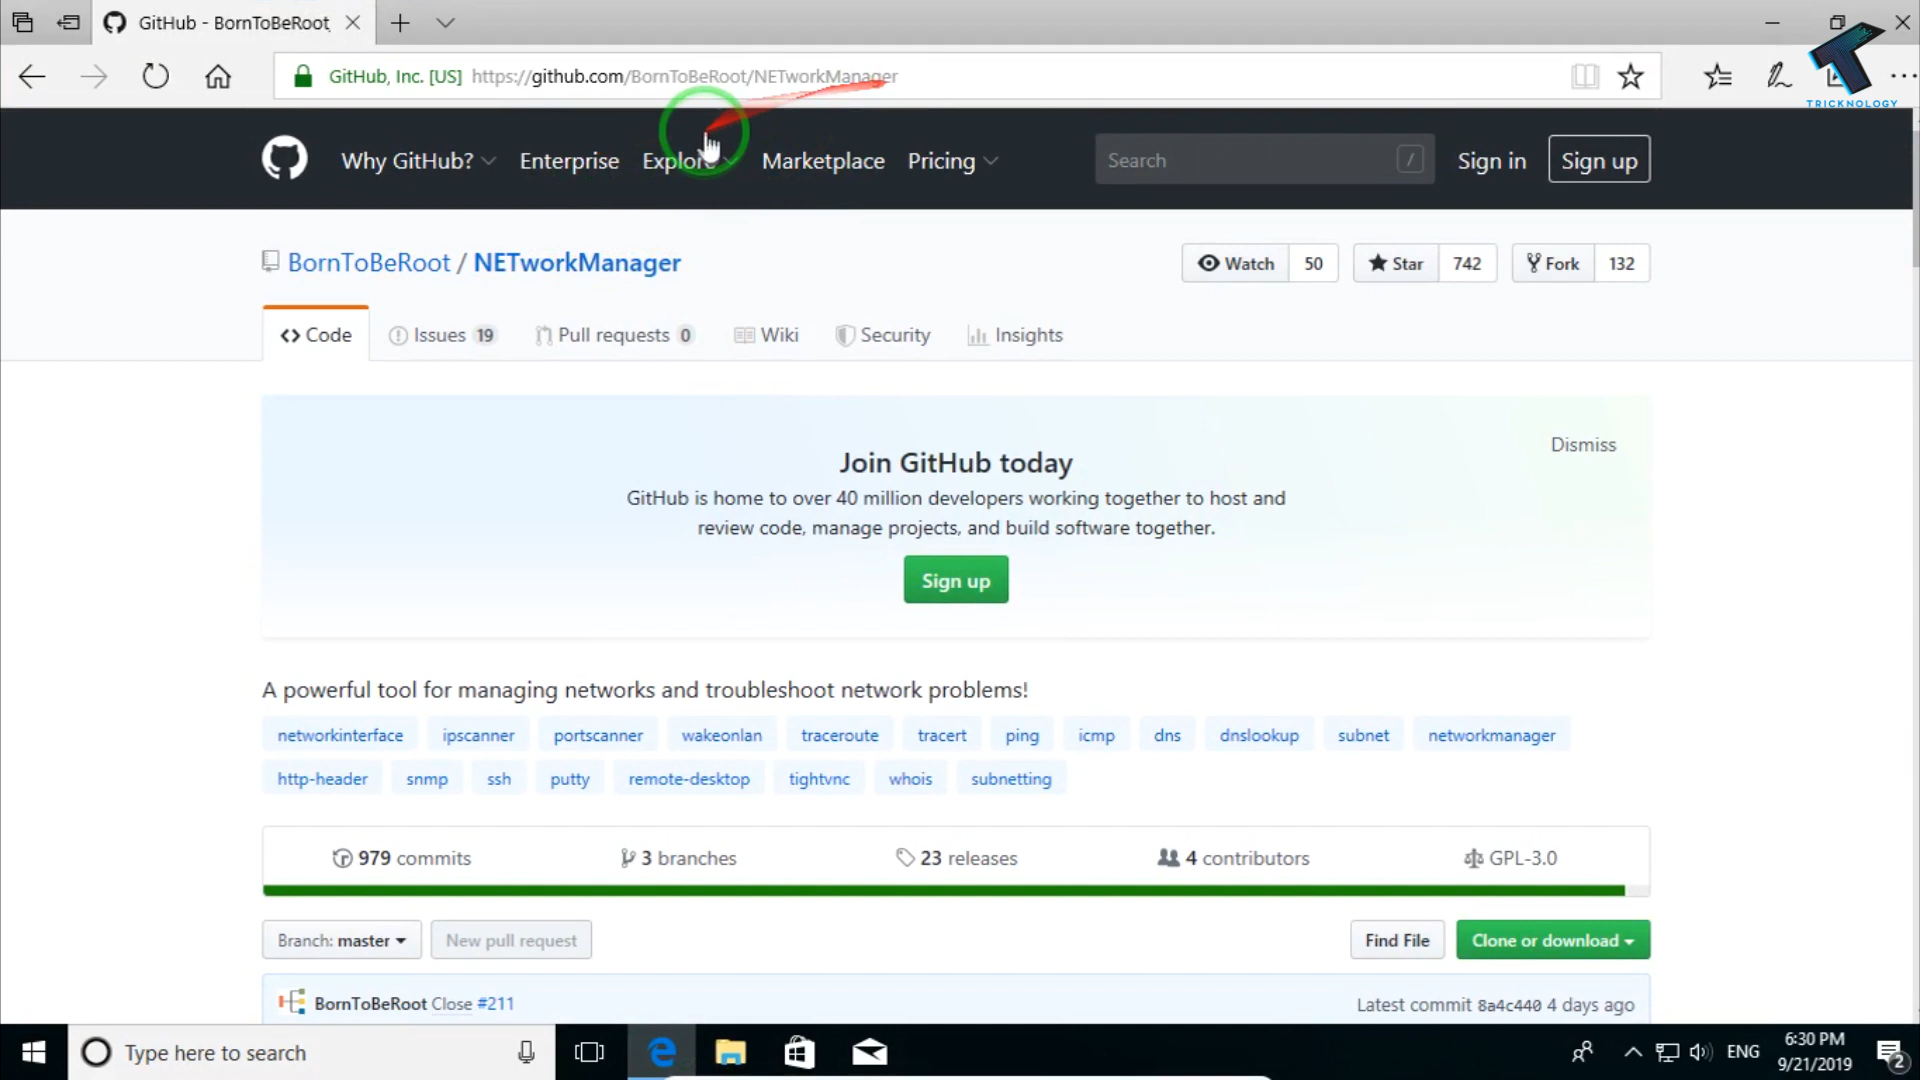 GitHub - BornToBeRoot
GitHub, Inc. [US] https://github.com/BornToBeRoot/NETworkManager
TRICKNOLOGY
Why GitHub? Enterprise Explore Marketplace Pricing Search / Sign in Sign up
BornToBeRoot / NETworkManager Watch 50 Star 742 Fork 132
Code Issues 19 Pull requests 0 Wiki Security Insights
Dismiss
Join GitHub today
GitHub is home to over 40 million developers working together to host and
review code, manage projects, and build software together.
Sign up
A powerful tool for managing networks and troubleshoot network problems!
networkinterface ipscanner portscanner wakeonlan traceroute tracert ping icmp dns dnslookup subnet networkmanager
http-header snmp ssh putty remote-desktop tightvnc whois subnetting
979 commits 3 branches 23 releases 4 contributors GPL-3.0
Branch: master New pull request Find File Clone or download
BornToBeRoot Close #211 Latest commit 8a4c440 4 days ago
Type here to search ENG 6:30 PM
9/21/2019 2